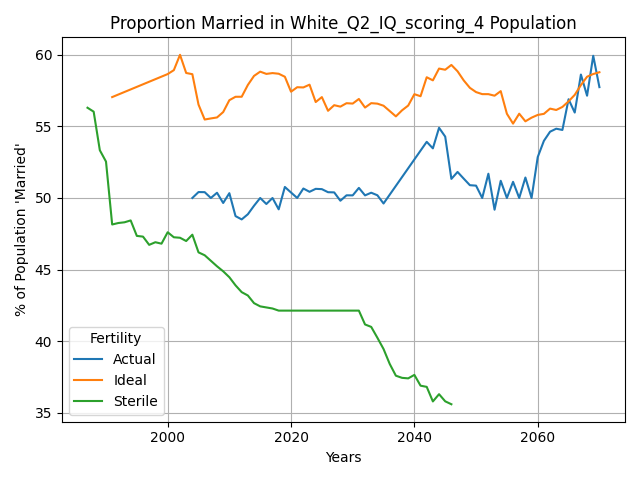 Proportion Married in White_Q2_IQ_scoring_4 Population
% of Population 'Married'
60
55
50
45
40
35
Fertility
Actual
Ideal
Sterile
2000
2020
2040
2060
Years